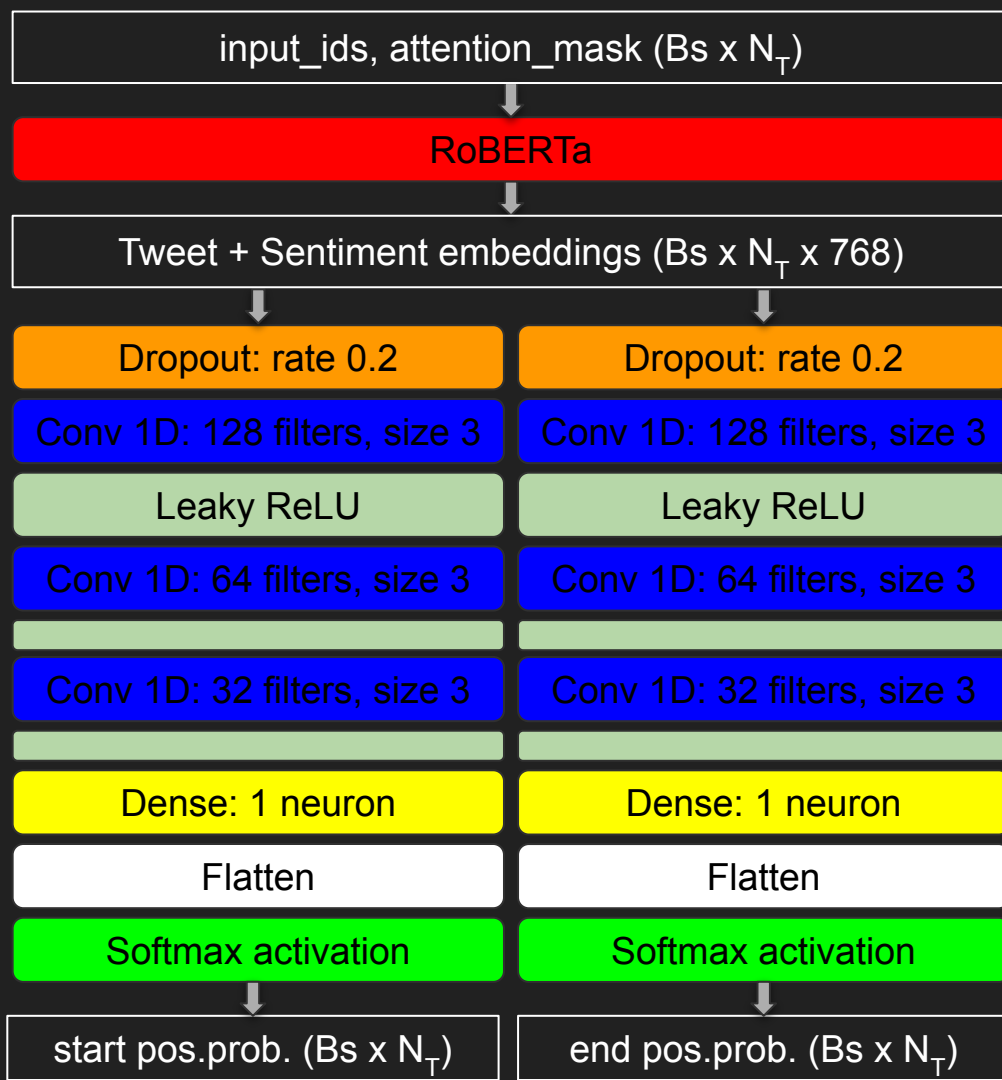 input_ids, attention_mask (Bs x N_T)
RoBERTa
Tweet + Sentiment embeddings (Bs x N_T x 768)
Dropout: rate 0.2
Dropout: rate 0.2
Conv 1D: 128 filters, size 3
Conv 1D: 128 filters, size 3
Leaky ReLU
Leaky ReLU
Conv 1D: 64 filters, size 3
Conv 1D: 64 filters, size 3
Conv 1D: 32 filters, size 3
Conv 1D: 32 filters, size 3
Dense: 1 neuron
Dense: 1 neuron
Flatten
Flatten
Softmax activation
Softmax activation
start pos.prob. (Bs x N_T)
end pos.prob. (Bs x N_T)